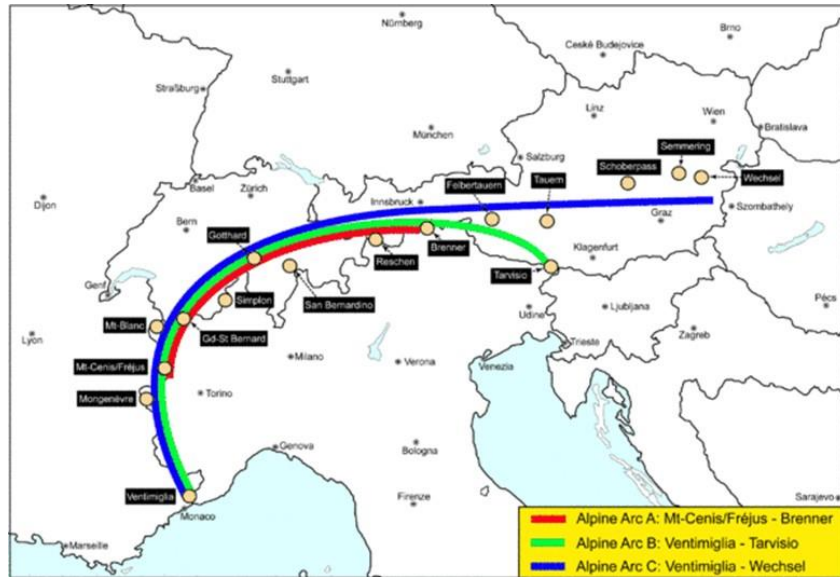 Nürnberg
Brno
Ceské Budejovice
Straßburg
Stuttgart
Linz
Wien
Bratislava
München
Salzburg
Semmering
Schoberpass
Wechsel
Felbertauern
Tauern
Basel
Zürich
Innsbruck
Dijon
Szombathely
Bern
Graz
Gotthard
Brenner
Reschen
Klagenfurt
Tarvisio
Genf
Simplon
San Bernardino
Pécs
Mt-Blanc
Gd-St Bernard
Udine
Ljubljana
Lyon
Zagreb
Milano
Verona
Venezia
Trieste
Mt-Cenis/Fréjus
Mongenèvre
Torino
Genova
Bologna
Ventimiglia
Monaco
Firenze
Sarajevo
Marseille
Alpine Arc A: Mt-Cenis/Fréjus - Brenner
Alpine Arc B: Ventimiglia - Tarvisio
Alpine Arc C: Ventimiglia - Wechsel